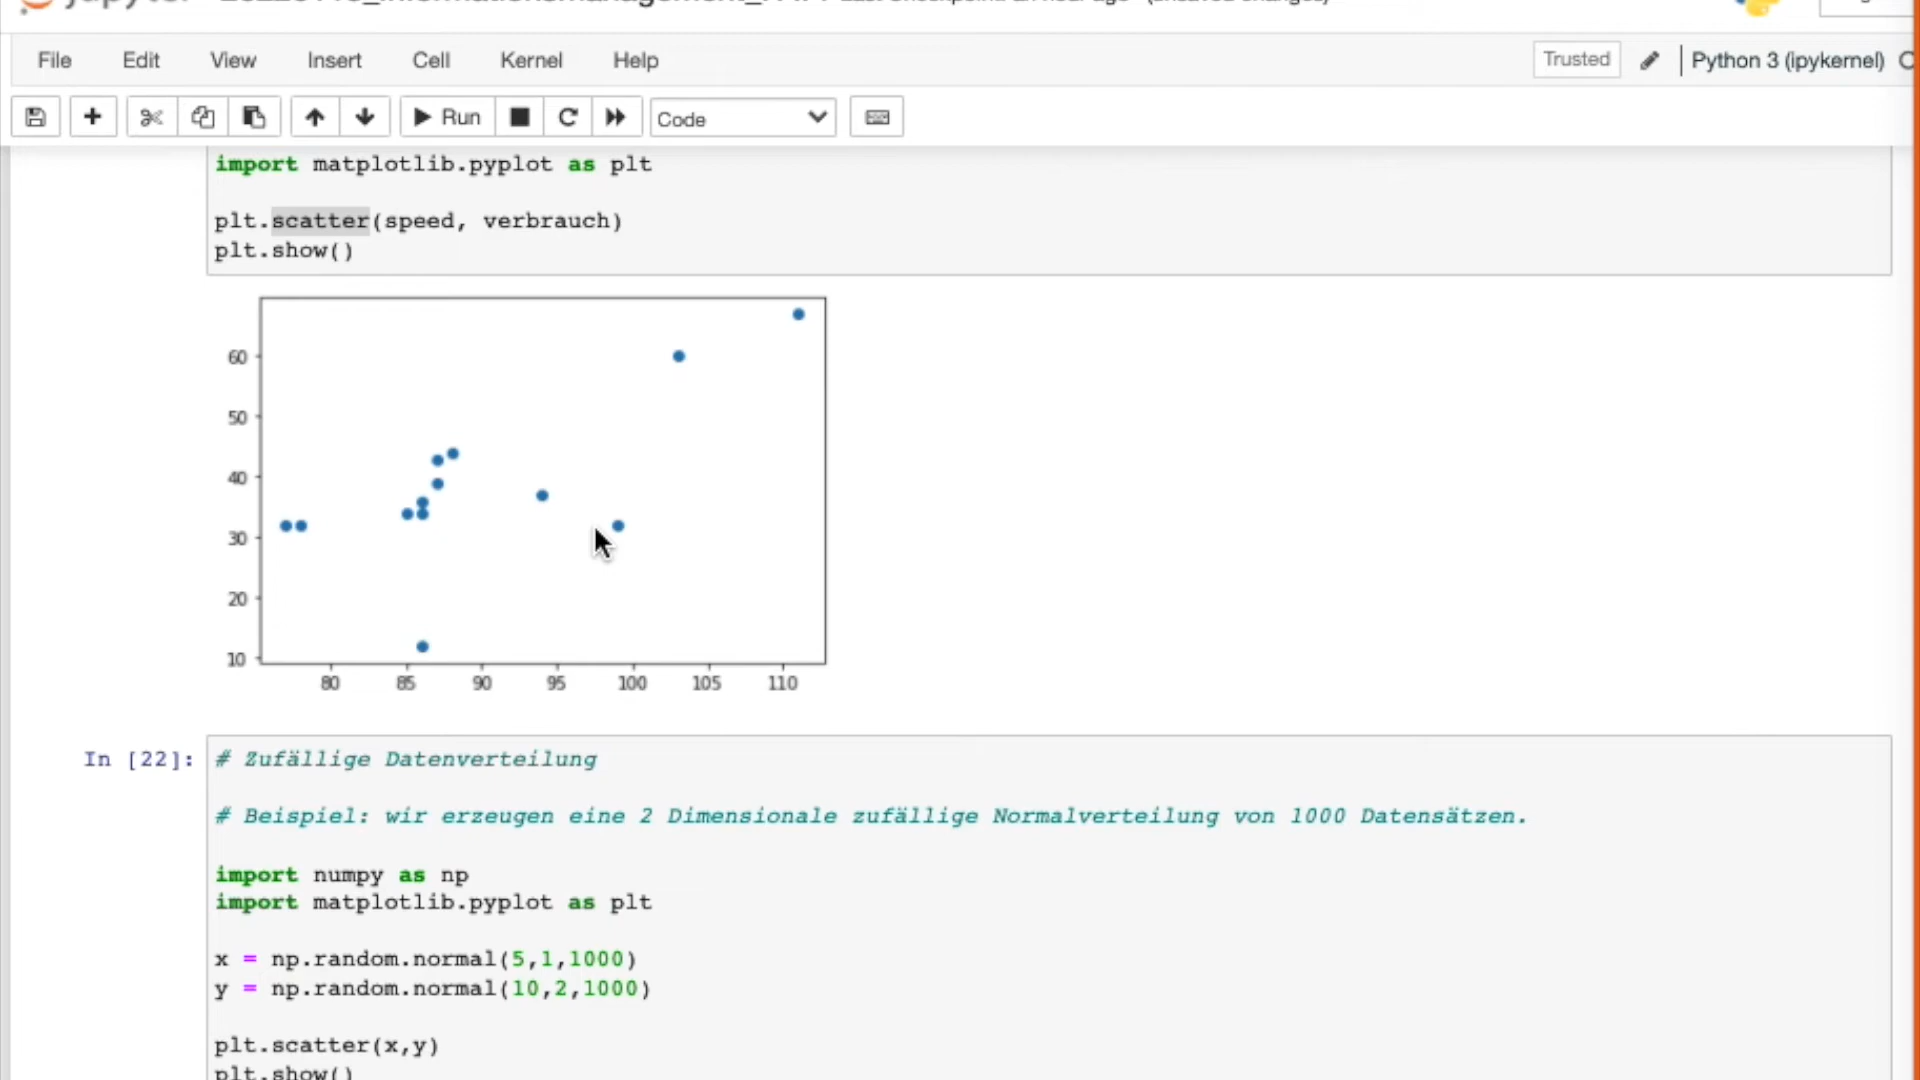 File Edit View Insert Cell Kernel Help Trusted Python 3 (ipykernel)
Run Code
import matplotlib.pyplot as plt
plt.scatter(speed, verbrauch)
plt.show()
60
50
40
30
20
10
80 85 90 95 100 105 110
In [22]:
# Zufällige Datenverteilung
# Beispiel: wir erzeugen eine 2 Dimensionale zufällige Normalverteilung von 1000 Datensätzen.
import numpy as np
import matplotlib.pyplot as plt
x = np.random.normal(5,1,1000)
y = np.random.normal(10,2,1000)
plt.scatter(x,y)
plt.show()